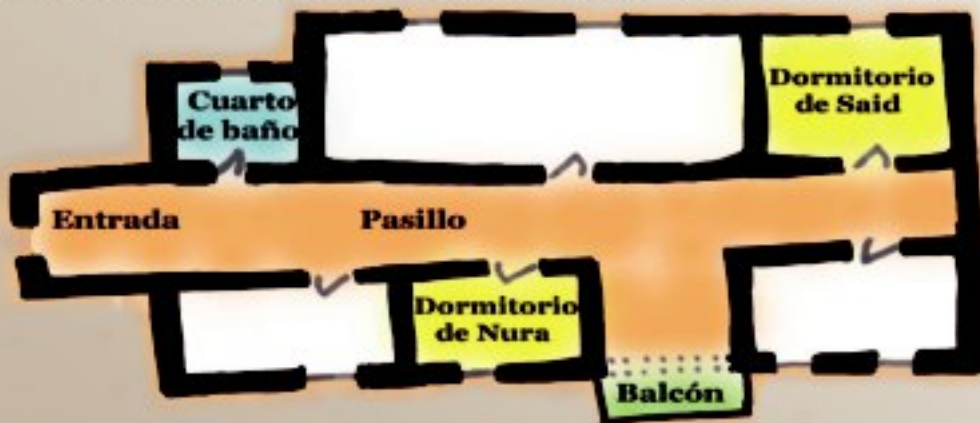 Cuarto
de baño
Dormitorio
de Said
Entrada
Pasillo
Dormitorio
de Nura
Balcón